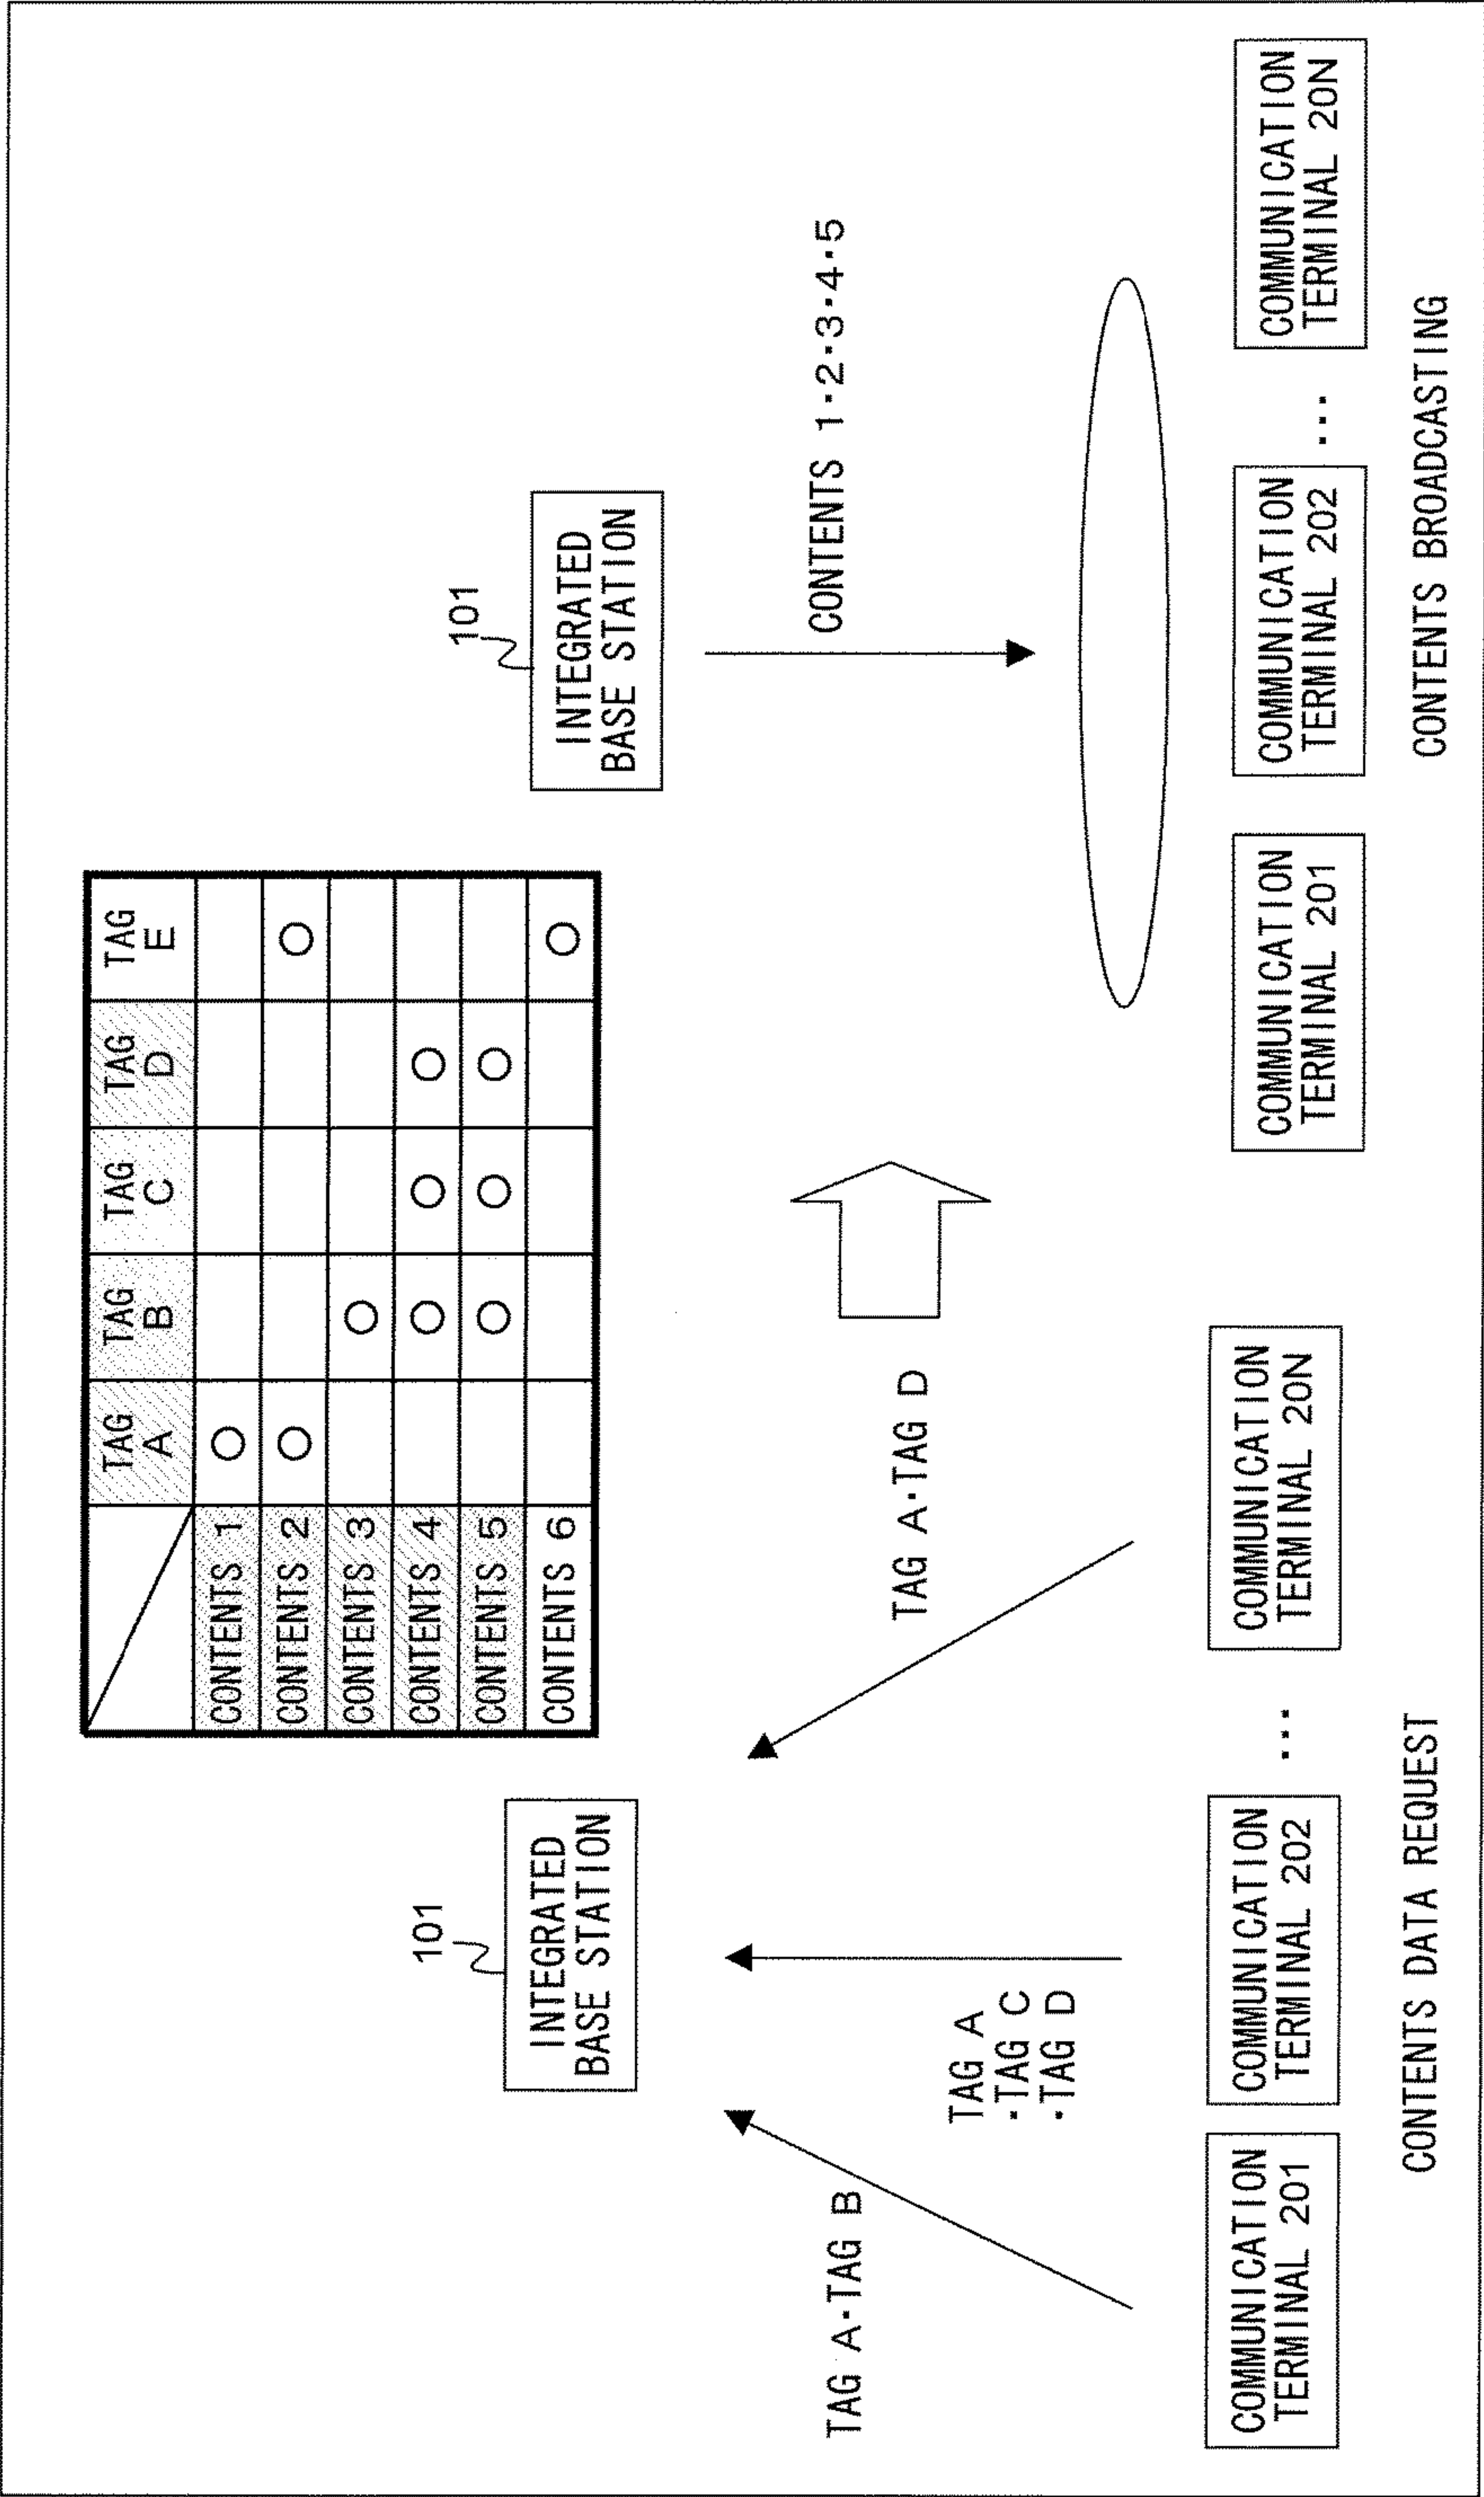 101
INTEGRATED
BASE STATION
TAG A TAG B TAG C TAG D TAG E
CONTENTS 1 ○
CONTENTS 2 ○ ○
CONTENTS 3 ○
CONTENTS 4 ○ ○ ○
CONTENTS 5 ○ ○ ○
CONTENTS 6 ○
101
INTEGRATED
BASE STATION
TAG A·TAG B
TAG A
·TAG C
·TAG D
TAG A·TAG D
CONTENTS 1·2·3·4·5
COMMUNICATION
TERMINAL 201
COMMUNICATION
TERMINAL 202
...
COMMUNICATION
TERMINAL 20N
CONTENTS DATA REQUEST
COMMUNICATION
TERMINAL 201
COMMUNICATION
TERMINAL 202
...
COMMUNICATION
TERMINAL 20N
CONTENTS BROADCASTING